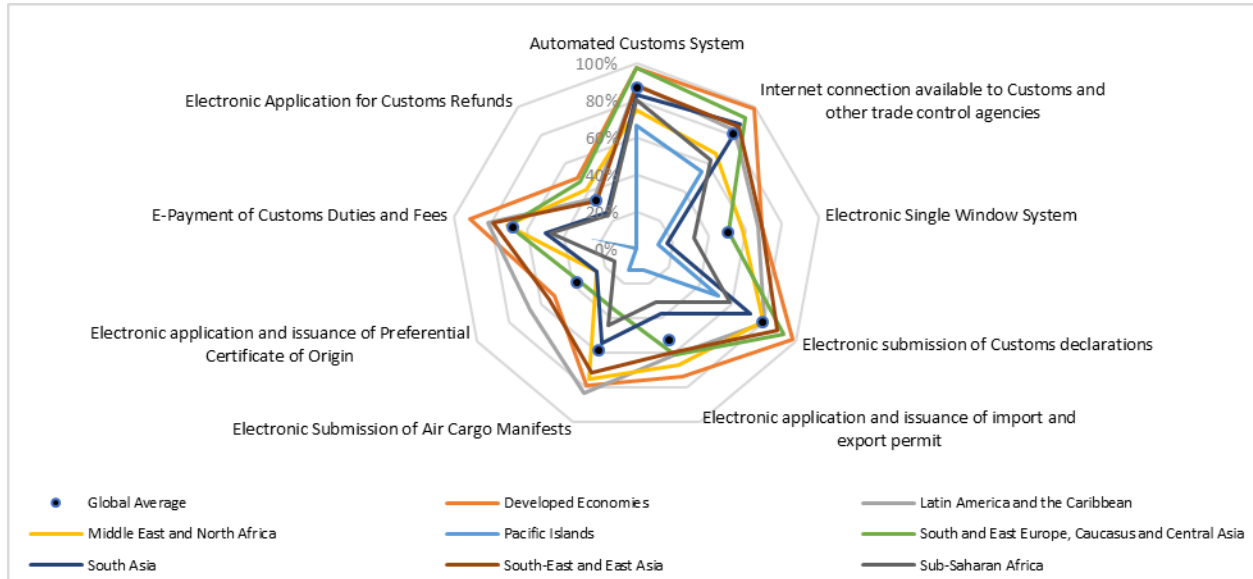 Automated Customs System
100%
80%
60%
40%
20%
0%
Internet connection available to Customs and
other trade control agencies
Electronic Single Window System
Electronic submission of Customs declarations
Electronic application and issuance of import and
export permit
Electronic Submission of Air Cargo Manifests
Electronic application and issuance of Preferential
Certificate of Origin
E-Payment of Customs Duties and Fees
Electronic Application for Customs Refunds
Global Average
Developed Economies
Latin America and the Caribbean
Middle East and North Africa
Pacific Islands
South and East Europe, Caucasus and Central Asia
South Asia
South-East and East Asia
Sub-Saharan Africa